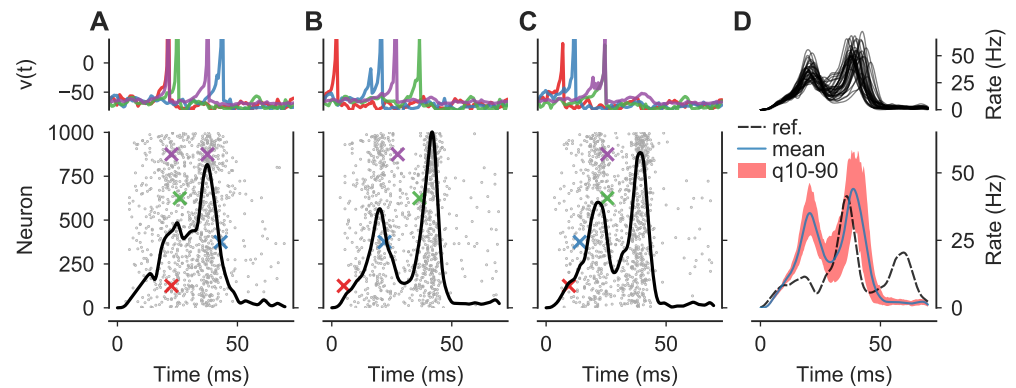 A B C D
v(t)
0
−50
50
25
0
Rate (Hz)
Neuron
1000
750
500
250
0
ref.
mean
q10-90
50
25
0
Rate (Hz)
0 50 0 50 0 50 0 50
Time (ms) Time (ms) Time (ms) Time (ms)